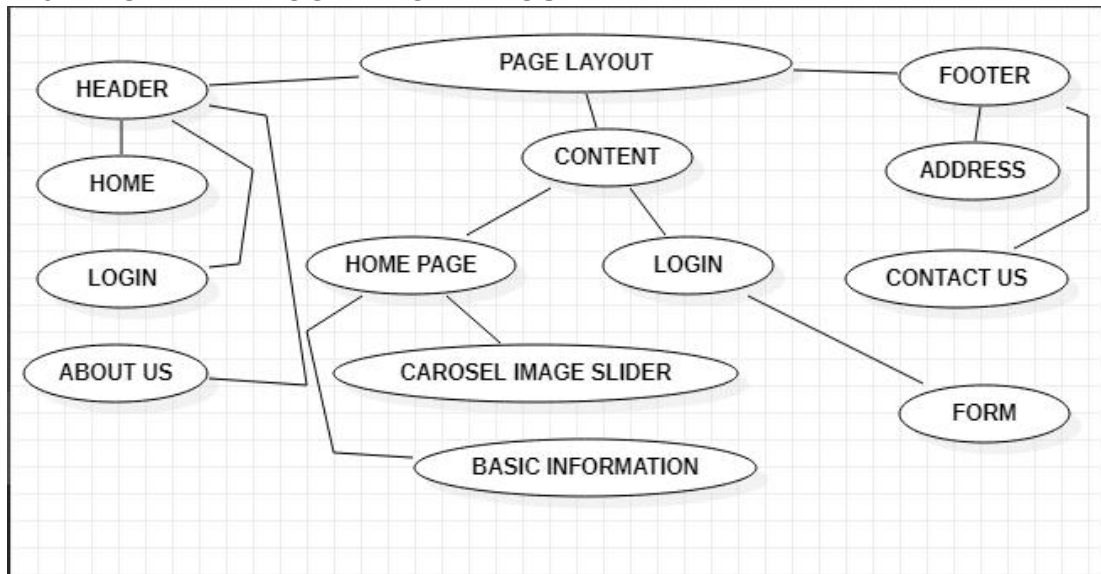 PAGE LAYOUT
HEADER
FOOTER
CONTENT
HOME
ADDRESS
LOGIN
HOME PAGE
LOGIN
CONTACT US
ABOUT US
CAROSEL IMAGE SLIDER
FORM
BASIC INFORMATION